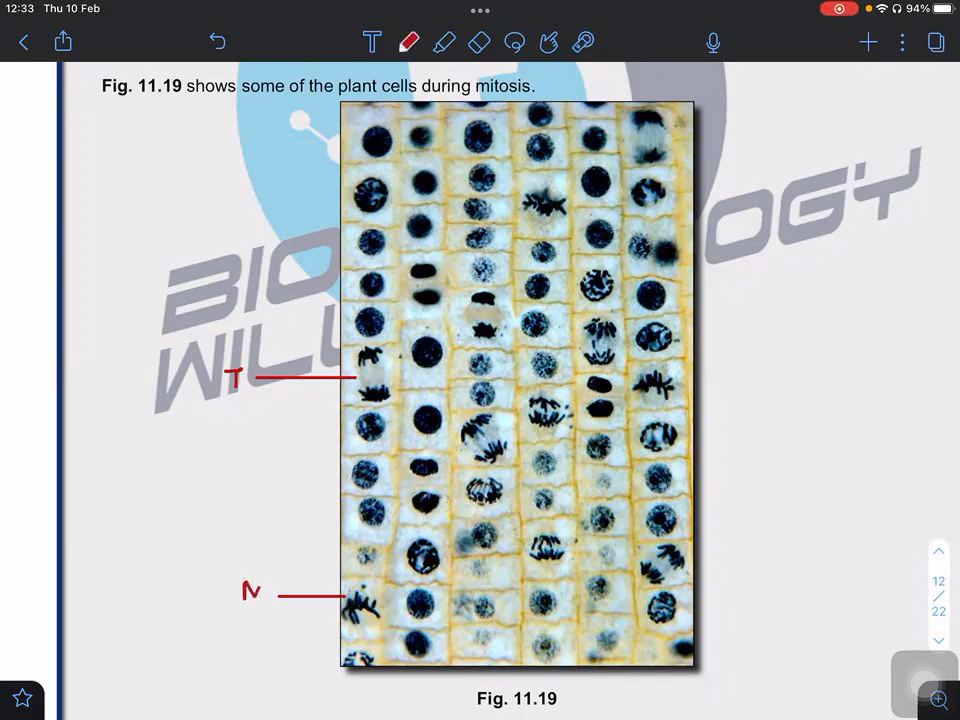 12:33 Thu 10 Feb
94%
T
Fig. 11.19 shows some of the plant cells during mitosis.
T
12
/
22
Fig. 11.19